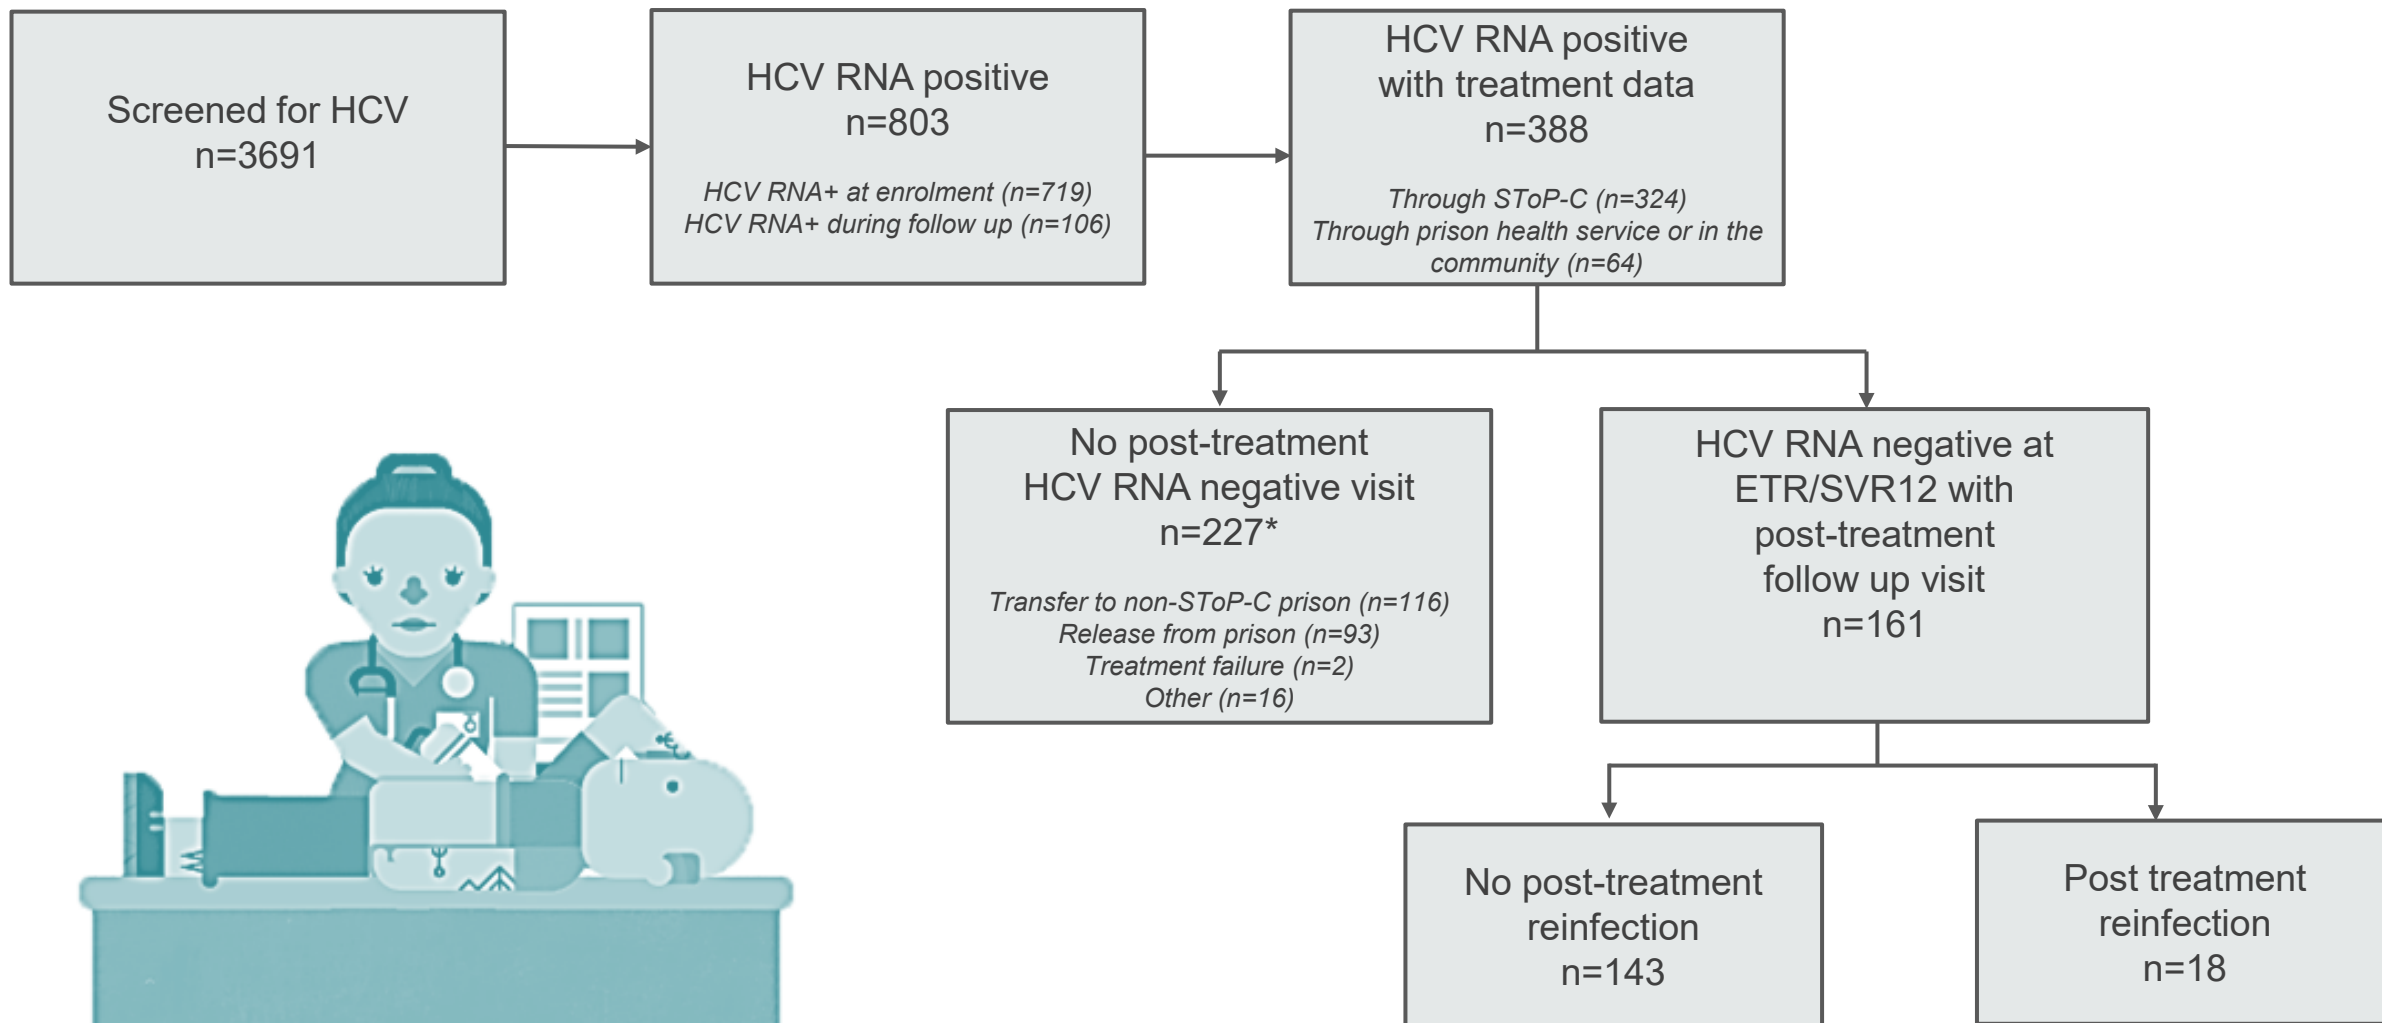 Screened for HCV
n=3691
HCV RNA positive
n=803
HCV RNA+ at enrolment (n=719)
HCV RNA+ during follow up (n=106)
HCV RNA positive
with treatment data
n=388
Through SToP-C (n=324)
Through prison health service or in the
community (n=64)
No post-treatment
HCV RNA negative visit
n=227*
Transfer to non-SToP-C prison (n=116)
Release from prison (n=93)
Treatment failure (n=2)
Other (n=16)
HCV RNA negative at
ETR/SVR12 with
post-treatment
follow up visit
n=161
No post-treatment
reinfection
n=143
Post treatment
reinfection
n=18